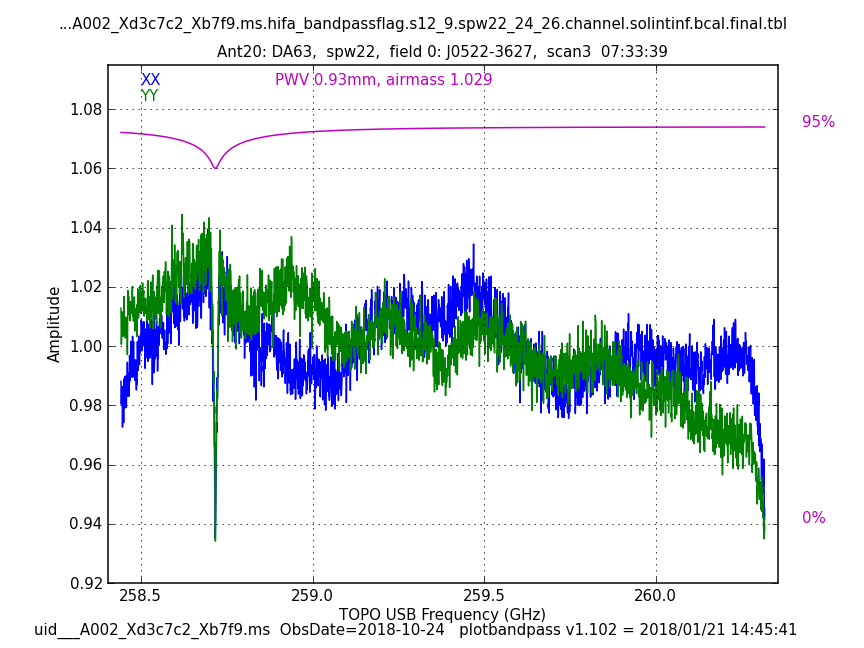 ...A002_Xd3c7c2_Xb7f9.ms.hifa_bandpassflag.s12_9.spw22_24_26.channel.solintinf.bcal.final.tbl
Ant20: DA63,  spw22,  field 0: J0522-3627,  scan3  07:33:39
XX
PWV 0.93mm, airmass 1.029
YY
1.08
95%
1.06
1.04
1.02
1.00
0.98
0.96
0.94
0%
0.92
Amplitude
258.5 259.0 259.5 260.0
TOPO USB Frequency (GHz)
uid___A002_Xd3c7c2_Xb7f9.ms  ObsDate=2018-10-24   plotbandpass v1.102 = 2018/01/21 14:45:41